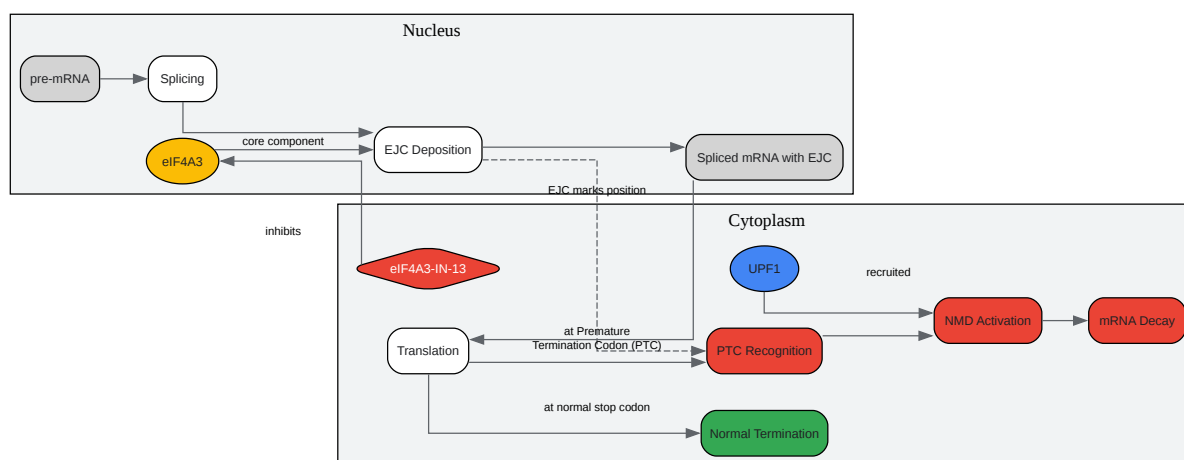 Nucleus
pre-mRNA
Splicing
core component
eIF4A3
EJC Deposition
Spliced mRNA with EJC
EJC marks position
Cytoplasm
inhibits
eIF4A3-IN-13
UPF1
recruited
NMD Activation
mRNA Decay
at Premature
Termination Codon (PTC)
Translation
PTC Recognition
at normal stop codon
Normal Termination